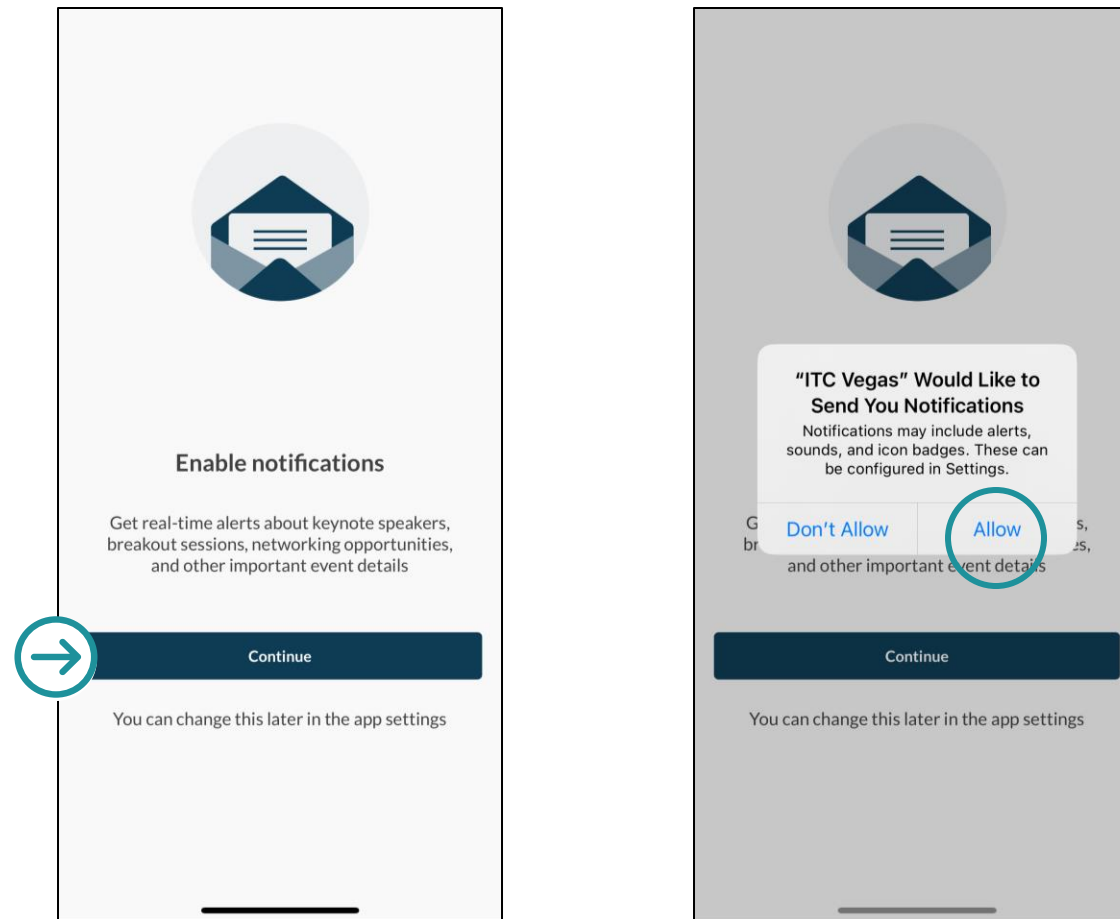 Enable notifications
Get real-time alerts about keynote speakers,
breakout sessions, networking opportunities,
and other important event details
Continue
You can change this later in the app settings
“ITC Vegas” Would Like to
Send You Notifications
Notifications may include alerts,
sounds, and icon badges. These can
be configured in Settings.
Don’t Allow
Allow
and other important event details
Continue
You can change this later in the app settings